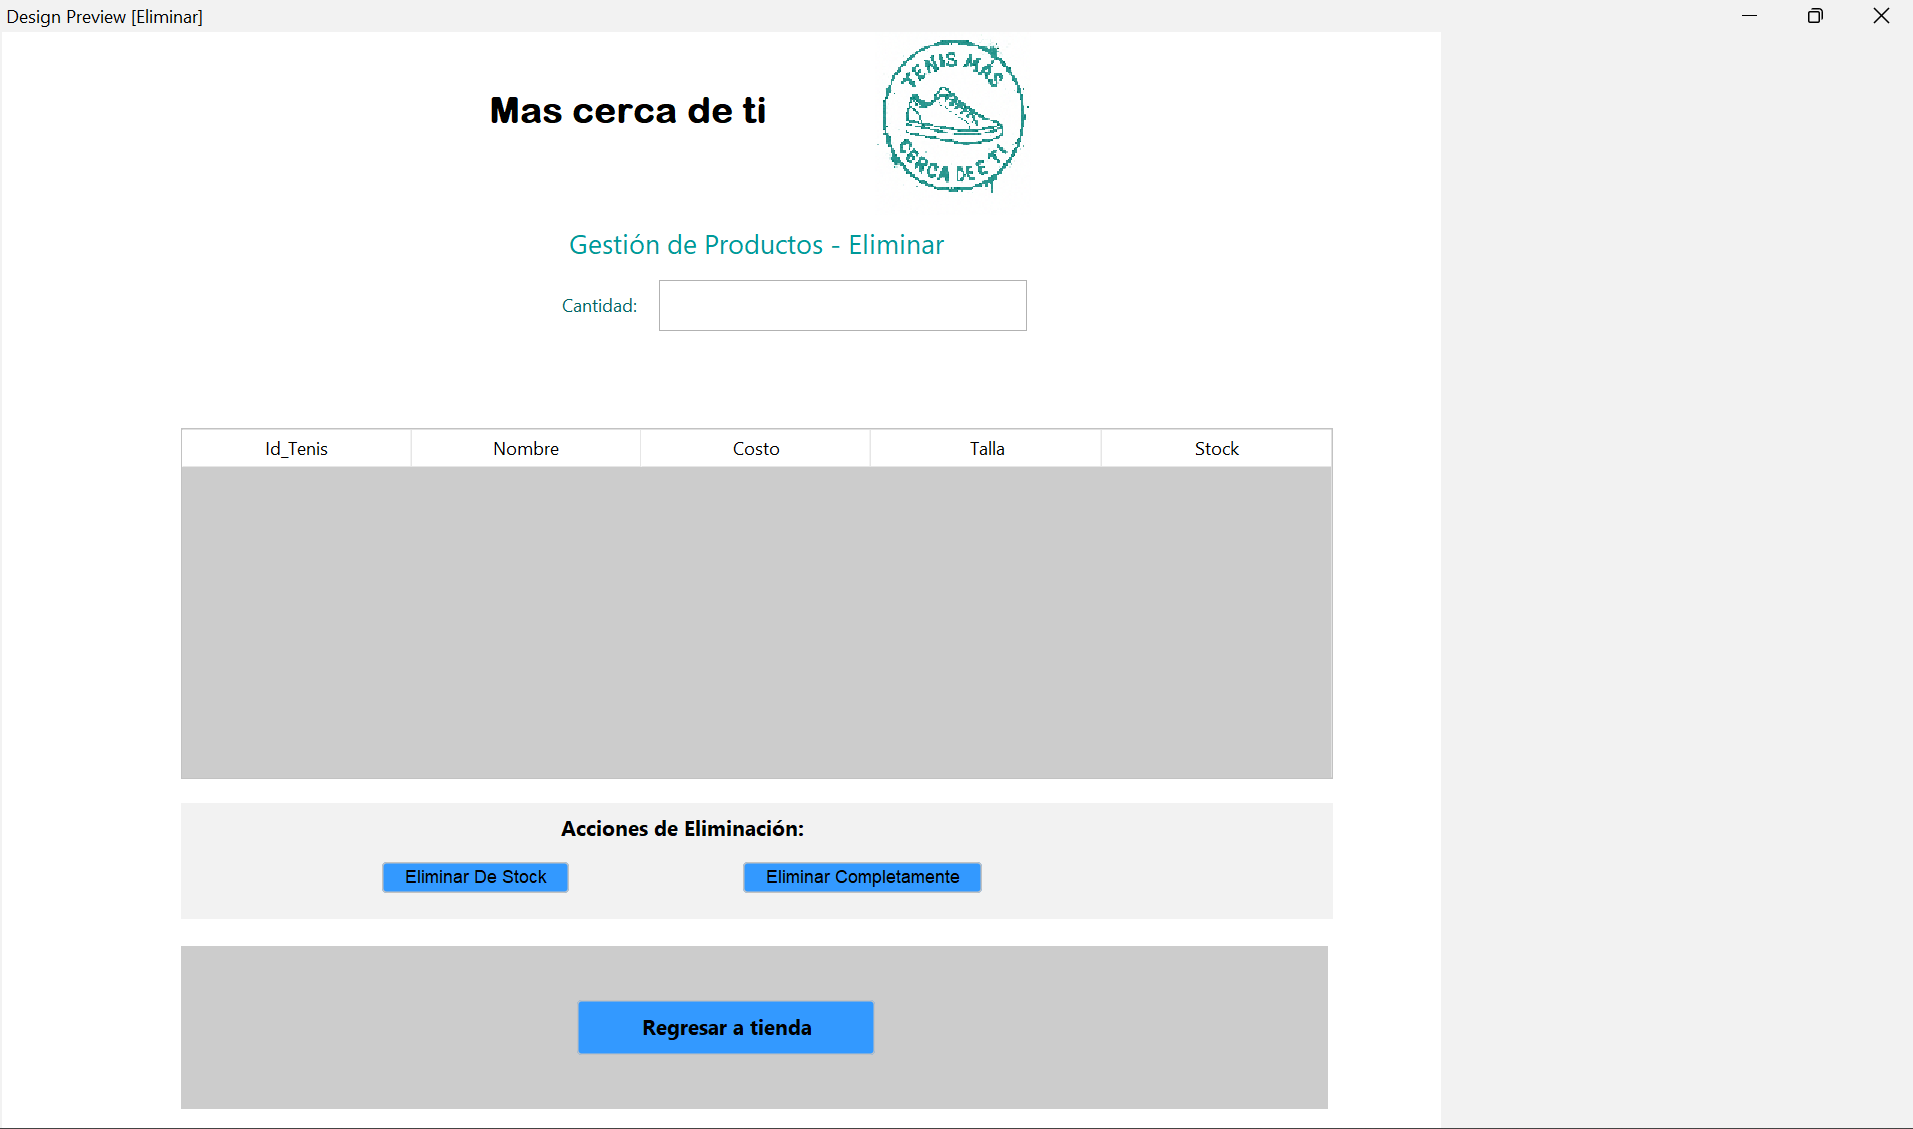 Design Preview [Eliminar]
Mas cerca de ti
TENIS MÁS
CERCA DEE TI
Gestión de Productos - Eliminar
Cantidad:
Id_Tenis Nombre Costo Talla Stock
Acciones de Eliminación:
Eliminar De Stock Eliminar Completamente
Regresar a tienda